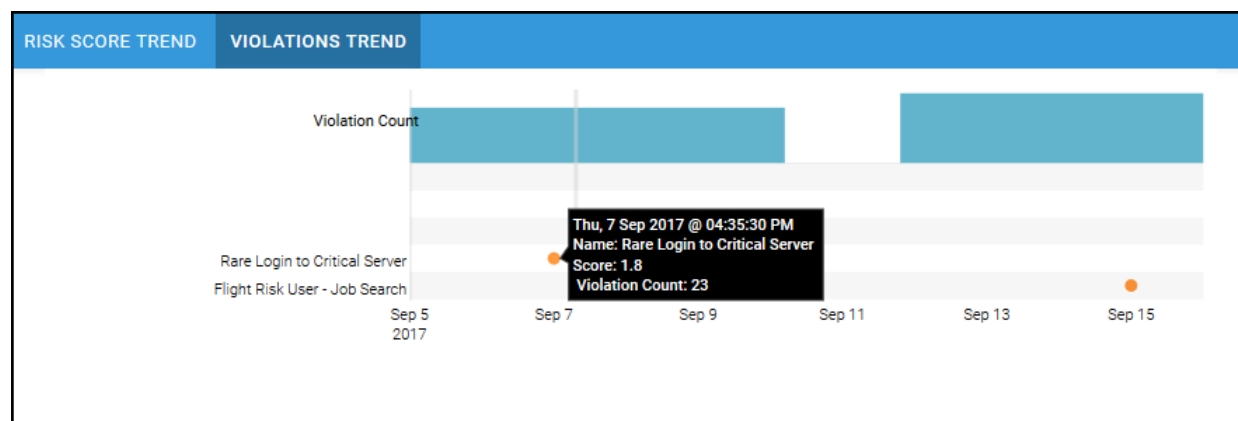 RISK SCORE TREND
VIOLATIONS TREND
Violation Count
Thu, 7 Sep 2017 @ 04:35:30 PM
Name: Rare Login to Critical Server
Score: 1.8
Violation Count: 23
Rare Login to Critical Server
Flight Risk User - Job Search
Sep 5 Sep 7 Sep 9 Sep 11 Sep 13 Sep 15
2017